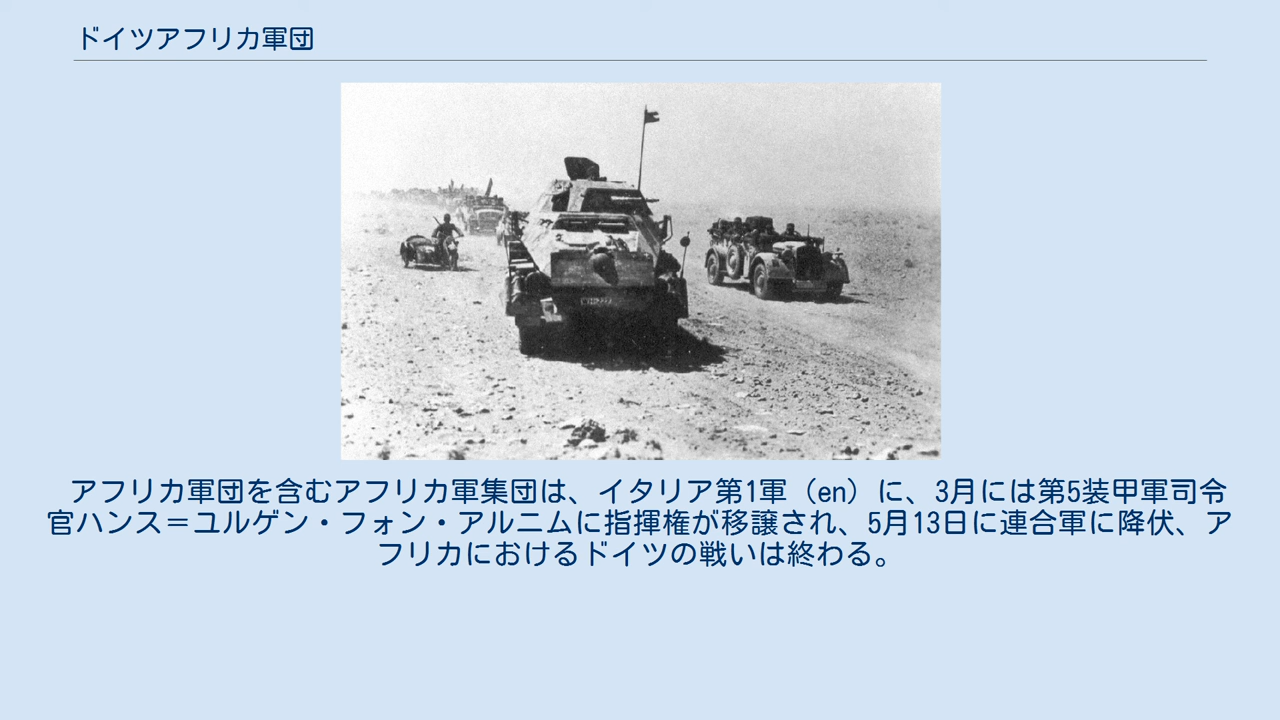 ドイツアフリカ軍団
アフリカ軍団を含むアフリカ軍集団は、イタリア第1軍（en）に、3月には第5装甲軍司令
官ハンス＝ユルゲン・フォン・アルニムに指揮権が移譲され、5月13日に連合軍に降伏、ア
フリカにおけるドイツの戦いは終わる。